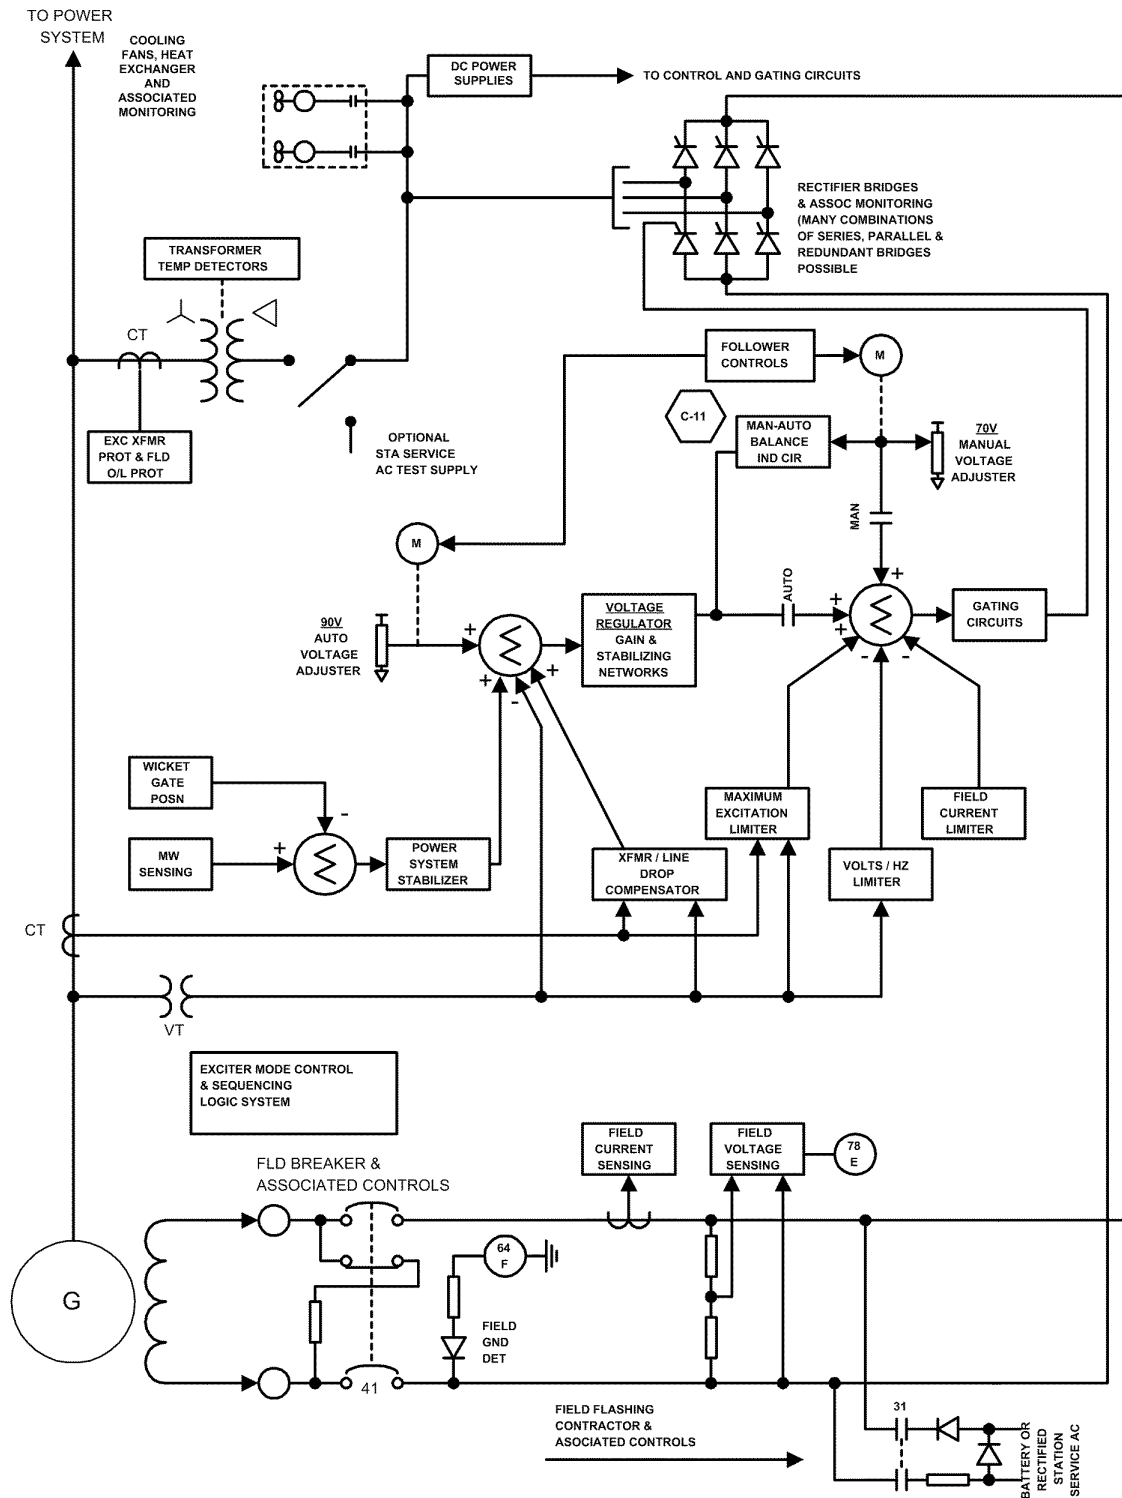 TO POWER
SYSTEM
COOLING
FANS, HEAT
EXCHANGER
AND
ASSOCIATED
MONITORING
DC POWER
SUPPLIES
TO CONTROL AND GATING CIRCUITS
RECTIFIER BRIDGES
& ASSOC MONITORING
(MANY COMBINATIONS
OF SERIES, PARALLEL &
REDUNDANT BRIDGES
POSSIBLE
TRANSFORMER
TEMP DETECTORS
CT
EXC XFMR
PROT & FLD
O/L PROT
OPTIONAL
STA SERVICE
AC TEST SUPPLY
FOLLOWER
CONTROLS
M
C-11
MAN-AUTO
BALANCE
IND CIR
70V
MANUAL
VOLTAGE
ADJUSTER
MAN
M
AUTO
+
+
+
-
-
GATING
CIRCUITS
90V
AUTO
VOLTAGE
ADJUSTER
+
+
-
+
VOLTAGE
REGULATOR
GAIN &
STABILIZING
NETWORKS
WICKET
GATE
POSN
-
MW
SENSING
+
POWER
SYSTEM
STABILIZER
MAXIMUM
EXCITATION
LIMITER
FIELD
CURRENT LIMITER
XFMR / LINE
DROP
COMPENSATOR
VOLTS / HZ
LIMITER
CT
VT
EXCITER MODE CONTROL
& SEQUENCING
LOGIC SYSTEM
FLD BREAKER &
ASSOCIATED CONTROLS
FIELD
CURRENT
SENSING
FIELD
VOLTAGE
SENSING
78
E
64
F
G
FIELD
GND
DET
41
FIELD FLASHING
CONTRACTOR &
ASOCIATED CONTROLS
31
BATTERY OR
RECTIFIED
STATION
SERVICE AC